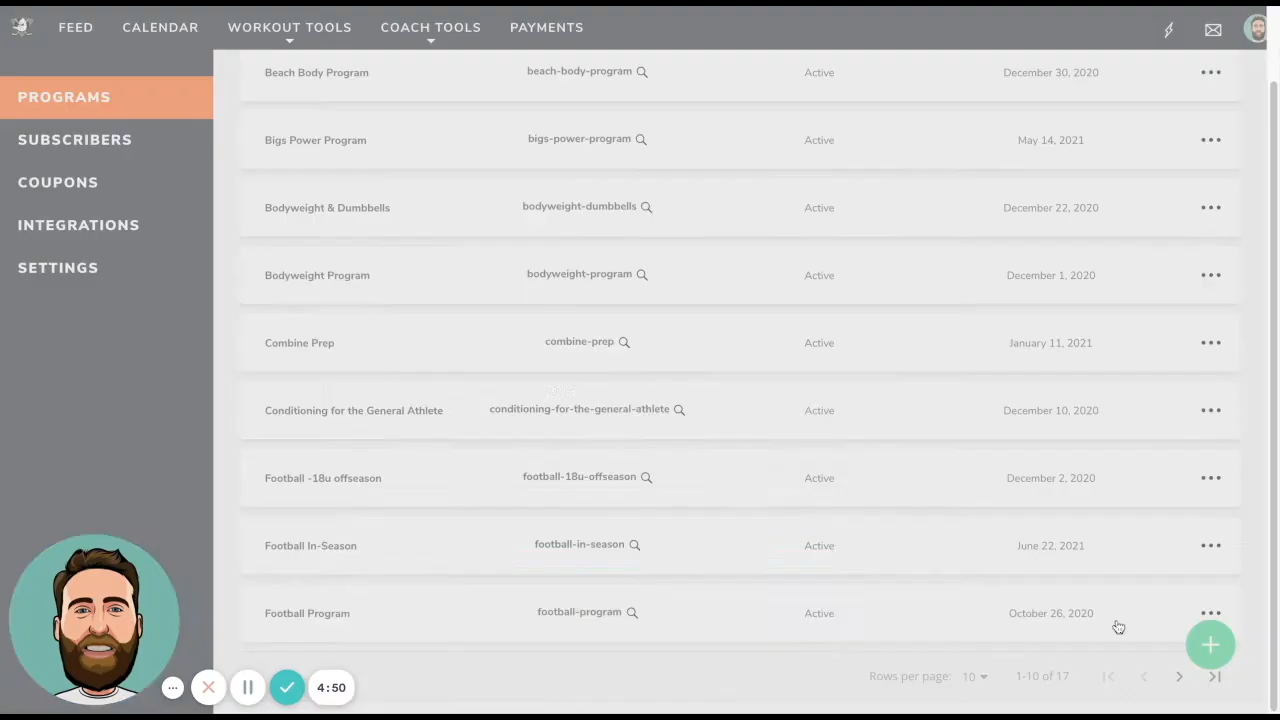 FEED CALENDAR WORKOUT TOOLS COACH TOOLS PAYMENTS
PROGRAMS
SUBSCRIBERS
COUPONS
INTEGRATIONS
SETTINGS
Beach Body Program beach-body-program Active December 30, 2020
Bigs Power Program bigs-power-program Active May 14, 2021
Bodyweight & Dumbbells bodyweight-dumbbells Active December 22, 2020
Bodyweight Program bodyweight-program Active December 1, 2020
Combine Prep combine-prep Active January 11, 2021
Conditioning for the General Athlete conditioning-for-the-general-athlete Active December 10, 2020
Football -18u offseason football-18u-offseason Active December 2, 2020
Football In-Season football-in-season Active June 22, 2021
Football Program football-program Active October 26, 2020
Rows per page: 10 1-10 of 17
4:50